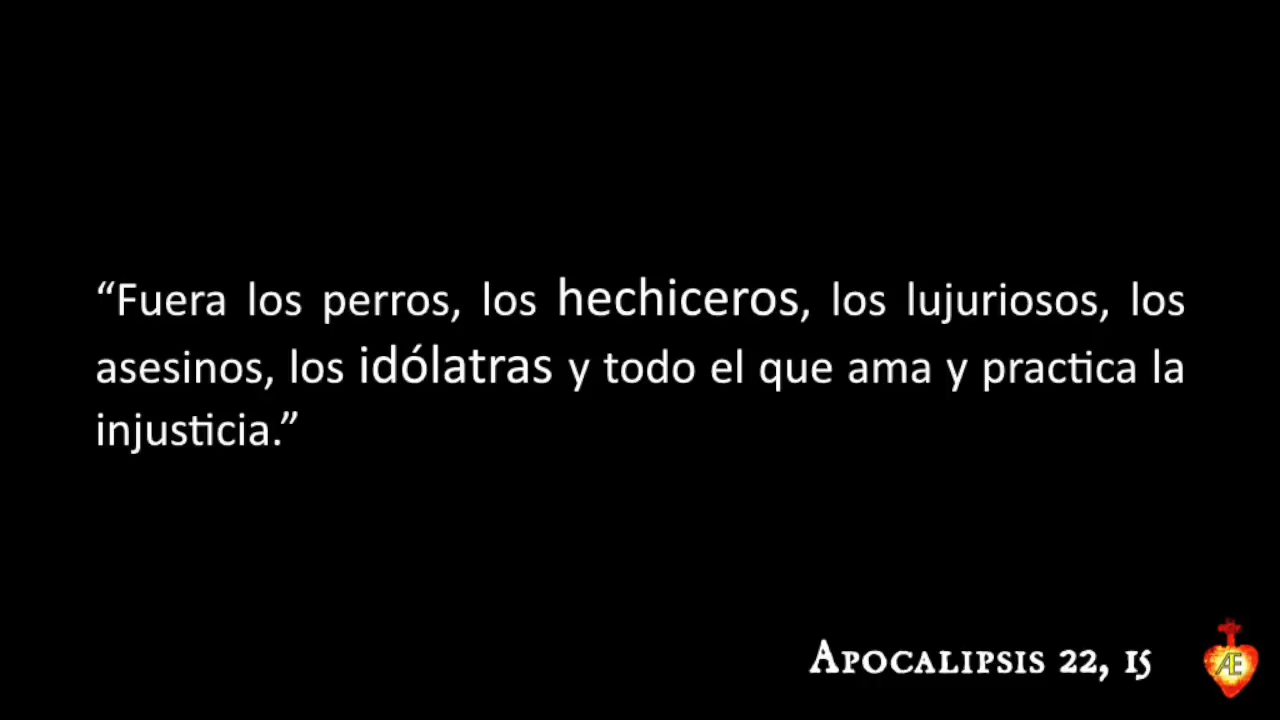 “Fuera los perros, los hechiceros, los lujuriosos, los
asesinos, los idólatras y todo el que ama y practica la
injusticia.”
Apocalipsis 22, 15
Æ